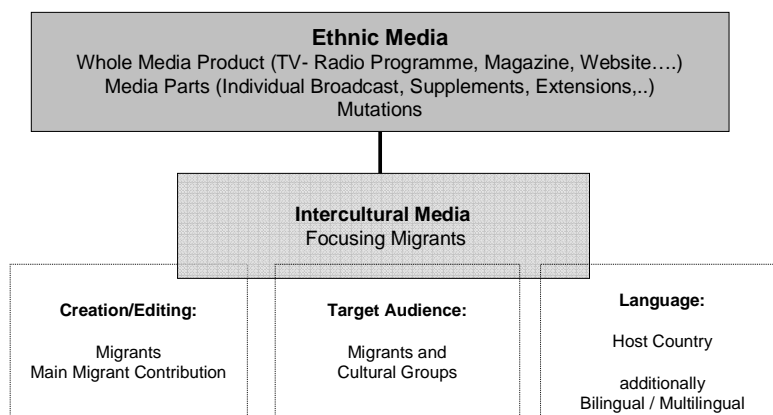 Ethnic Media
Whole Media Product (TV- Radio Programme, Magazine, Website….)
Media Parts (Individual Broadcast, Supplements, Extensions,..)
Mutations
Intercultural Media
Focusing Migrants
Creation/Editing:
Migrants
Main Migrant Contribution
Target Audience:
Migrants and
Cultural Groups
Language:
Host Country
additionally
Bilingual / Multilingual